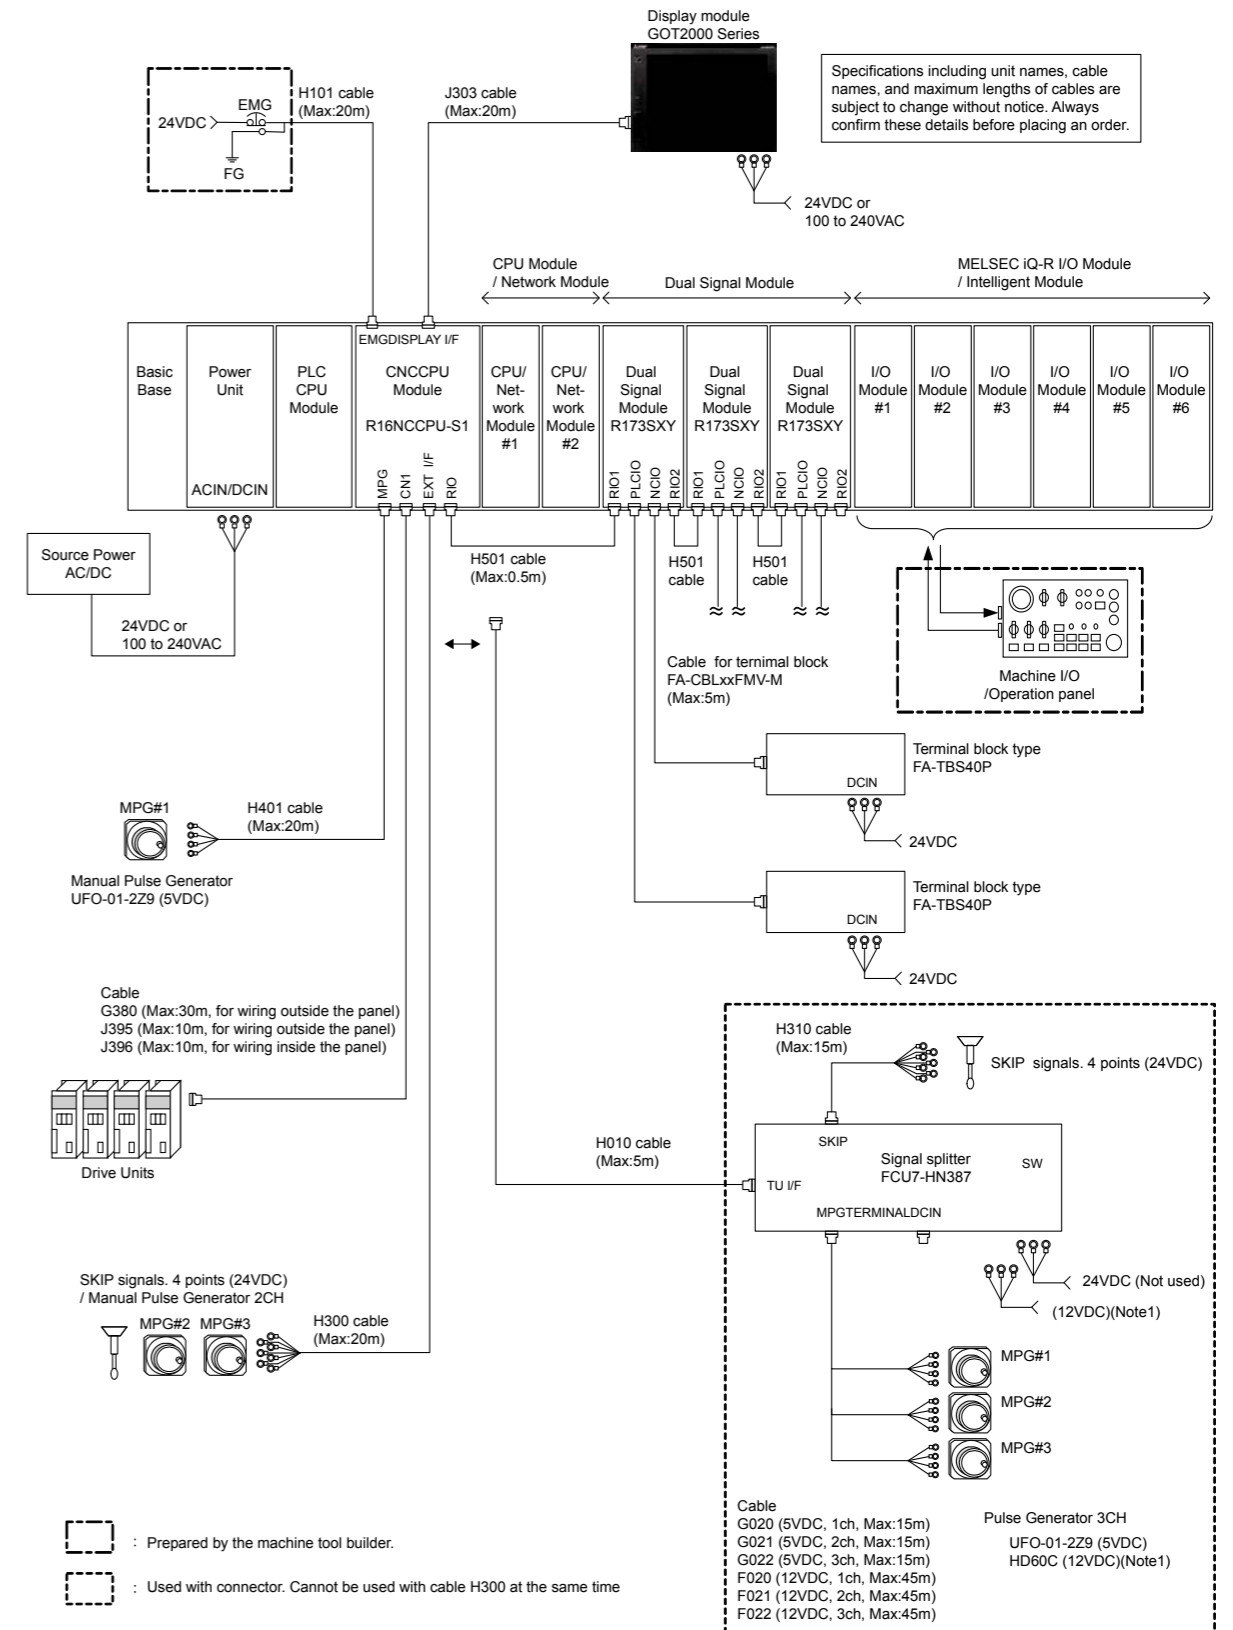 Display module
GOT2000 Series
Specifications including unit names, cable
names, and maximum lengths of cables are
subject to change without notice. Always
confirm these details before placing an order.
H101 cable
(Max:20m)
J303 cable
(Max:20m)
EMG
24VDC
FG
24VDC or
100 to 240VAC
CPU Module
/ Network Module
Dual Signal Module
MELSEC iQ-R I/O Module
/ Intelligent Module
EMGDISPLAY I/F
Basic
Base
Power
Unit
ACIN/DCIN
PLC
CPU
Module
CNCCPU
Module
R16NCCPU-S1
MPG
CN1
EXT I/F
RIO
CPU/
Net-
work
Module
#1
CPU/
Net-
work
Module
#2
Dual
Signal
Module
R173SXY
RIO1
PLCIO
NCIO
RIO2
Dual
Signal
Module
R173SXY
RIO1
PLCIO
NCIO
RIO2
Dual
Signal
Module
R173SXY
RIO1
PLCIO
NCIO
RIO2
I/O
Module
#1
I/O
Module
#2
I/O
Module
#3
I/O
Module
#4
I/O
Module
#5
I/O
Module
#6
Source Power
AC/DC
24VDC or
100 to 240VAC
H501 cable
(Max:0.5m)
H501
cable
H501
cable
Cable for ternimal block
FA-CBLxxFMV-M
(Max:5m)
Machine I/O
/Operation panel
Terminal block type
FA-TBS40P
DCIN
24VDC
Terminal block type
FA-TBS40P
DCIN
24VDC
MPG#1
H401 cable
(Max:20m)
Manual Pulse Generator
UFO-01-2Z9 (5VDC)
Cable
G380 (Max:30m, for wiring outside the panel)
J395 (Max:10m, for wiring outside the panel)
J396 (Max:10m, for wiring inside the panel)
Drive Units
H310 cable
(Max:15m)
SKIP signals. 4 points (24VDC)
H010 cable
(Max:5m)
SKIP
Signal splitter
FCU7-HN387
SW
TU I/F
MPGTERMINALDCIN
24VDC (Not used)
(12VDC)(Note1)
SKIP signals. 4 points (24VDC)
/ Manual Pulse Generator 2CH
MPG#2 MPG#3
H300 cable
(Max:20m)
MPG#1
MPG#2
MPG#3
Cable
G020 (5VDC, 1ch, Max:15m)
G021 (5VDC, 2ch, Max:15m)
G022 (5VDC, 3ch, Max:15m)
F020 (12VDC, 1ch, Max:45m)
F021 (12VDC, 2ch, Max:45m)
F022 (12VDC, 3ch, Max:45m)
Pulse Generator 3CH
UFO-01-2Z9 (5VDC)
HD60C (12VDC)(Note1)
: Prepared by the machine tool builder.
: Used with connector. Cannot be used with cable H300 at the same time